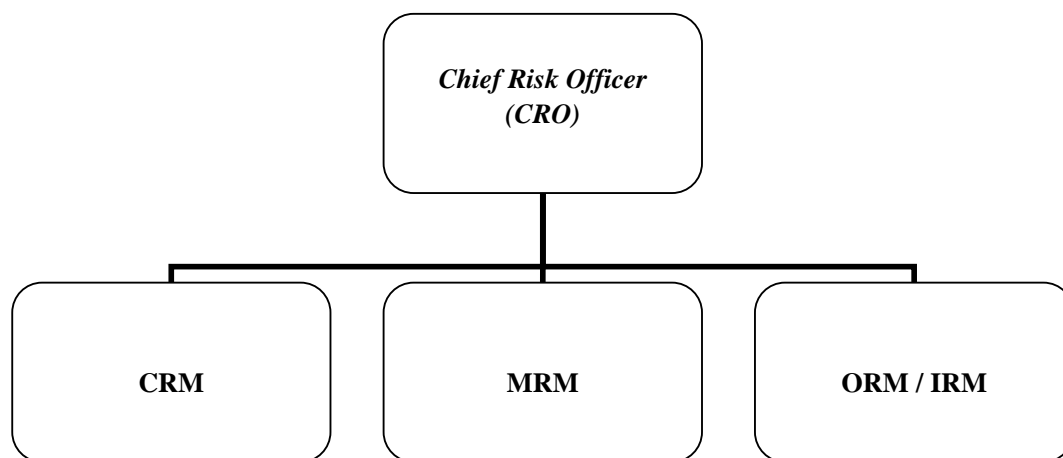 Chief Risk Officer
(CRO)
CRM
MRM
ORM / IRM